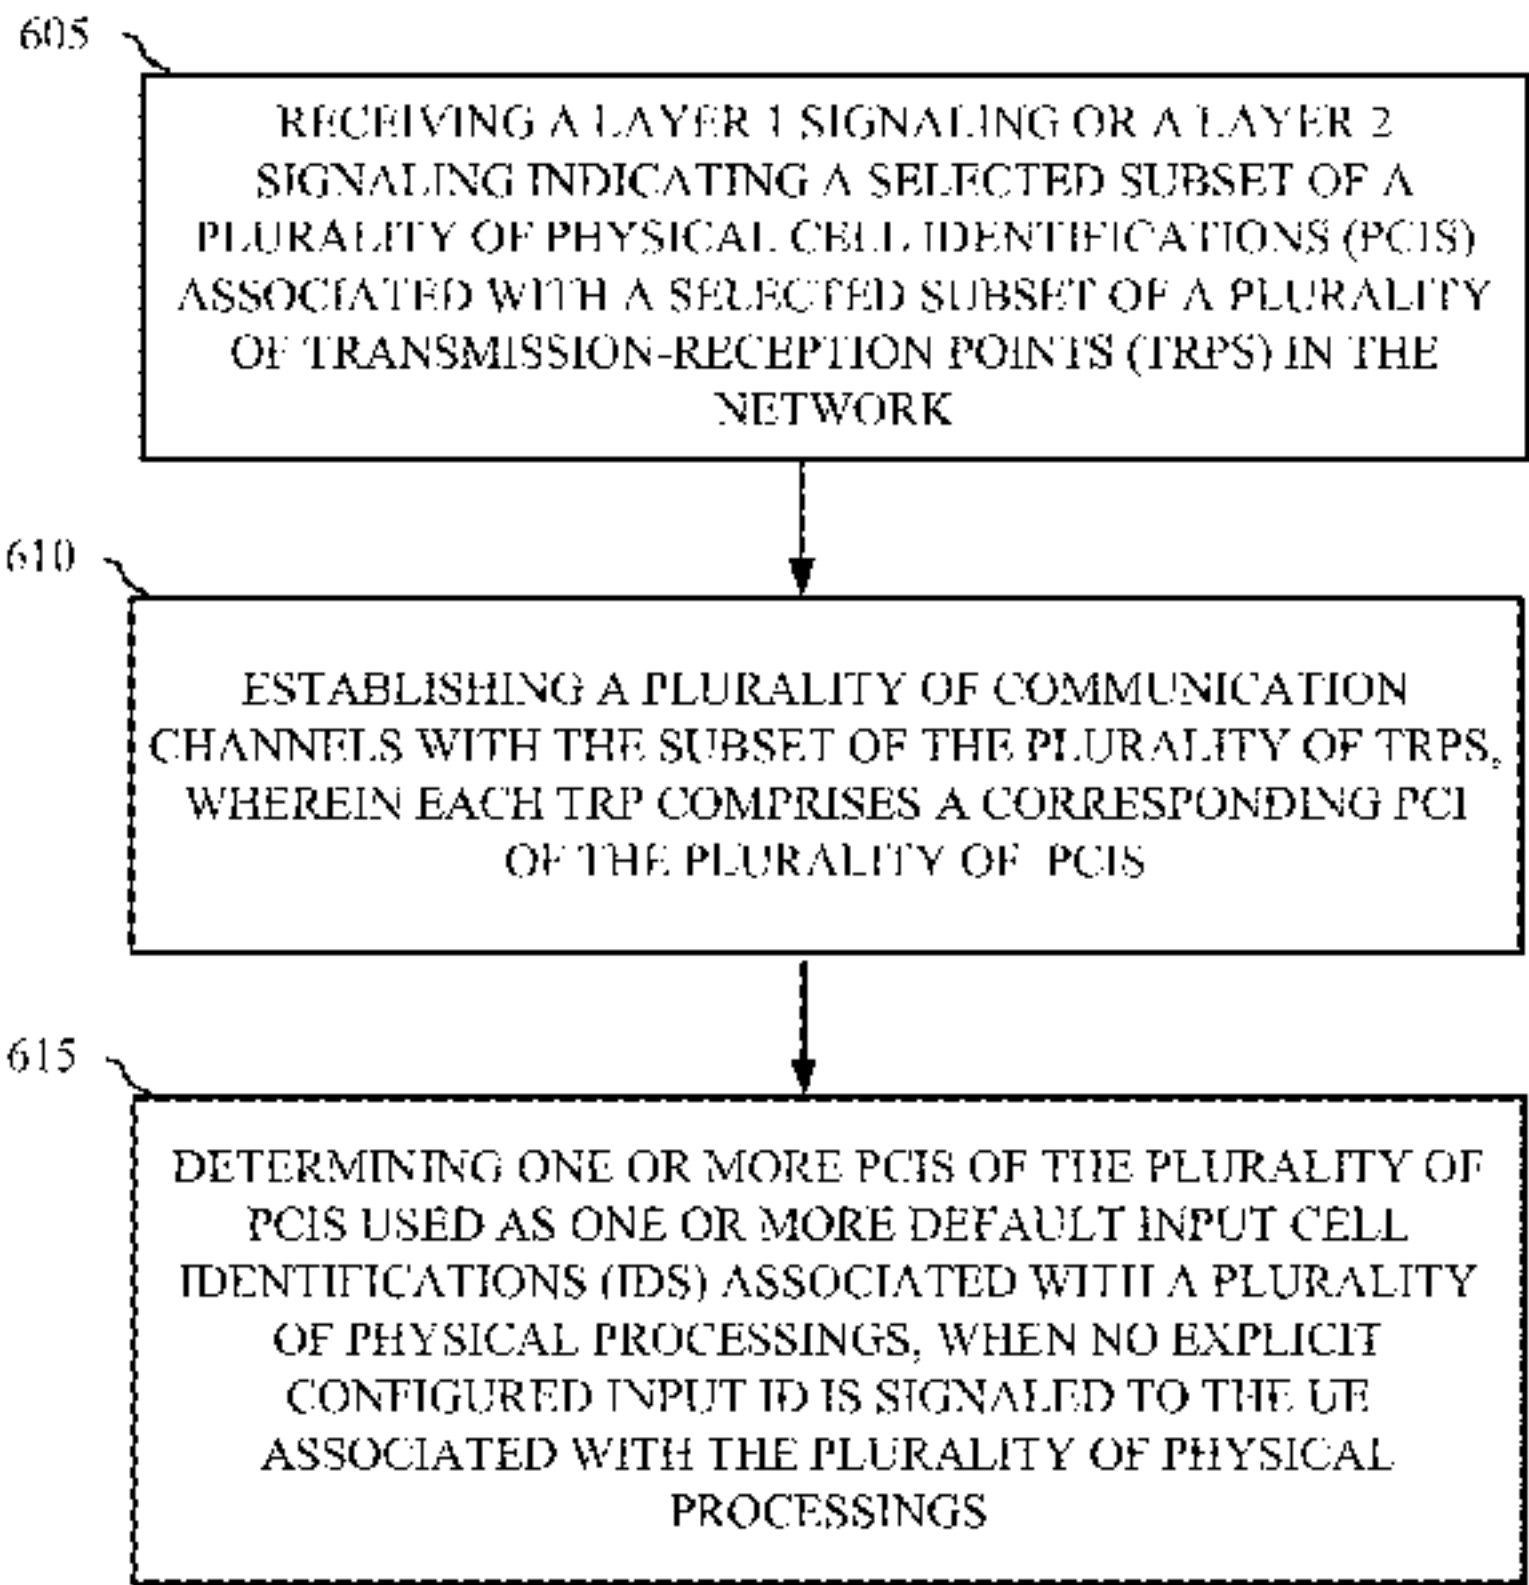 605
RECEIVING A LAYER 1 SIGNALING OR A LAYER 2
SIGNALING INDICATING A SELECTED SUBSET OF A
PLURALITY OF PHYSICAL CELL IDENTIFICATIONS (PCIS)
ASSOCIATED WITH A SELECTED SUBSET OF A PLURALITY
OF TRANSMISSION-RECEPTION POINTS (TRPS) IN THE
NETWORK
610
ESTABLISHING A PLURALITY OF COMMUNICATION
CHANNELS WITH THE SUBSET OF THE PLURALITY OF TRPS,
WHEREIN EACH TRP COMPRISES A CORRESPONDING PCI
OF THE PLURALITY OF PCIS
615
DETERMINING ONE OR MORE PCIS OF THE PLURALITY OF
PCIS USED AS ONE OR MORE DEFAULT INPUT CELL
IDENTIFICATIONS (IDS) ASSOCIATED WITH A PLURALITY
OF PHYSICAL PROCESSINGS, WHEN NO EXPLICIT
CONFIGURED INPUT ID IS SIGNALED TO THE UE
ASSOCIATED WITH THE PLURALITY OF PHYSICAL
PROCESSINGS